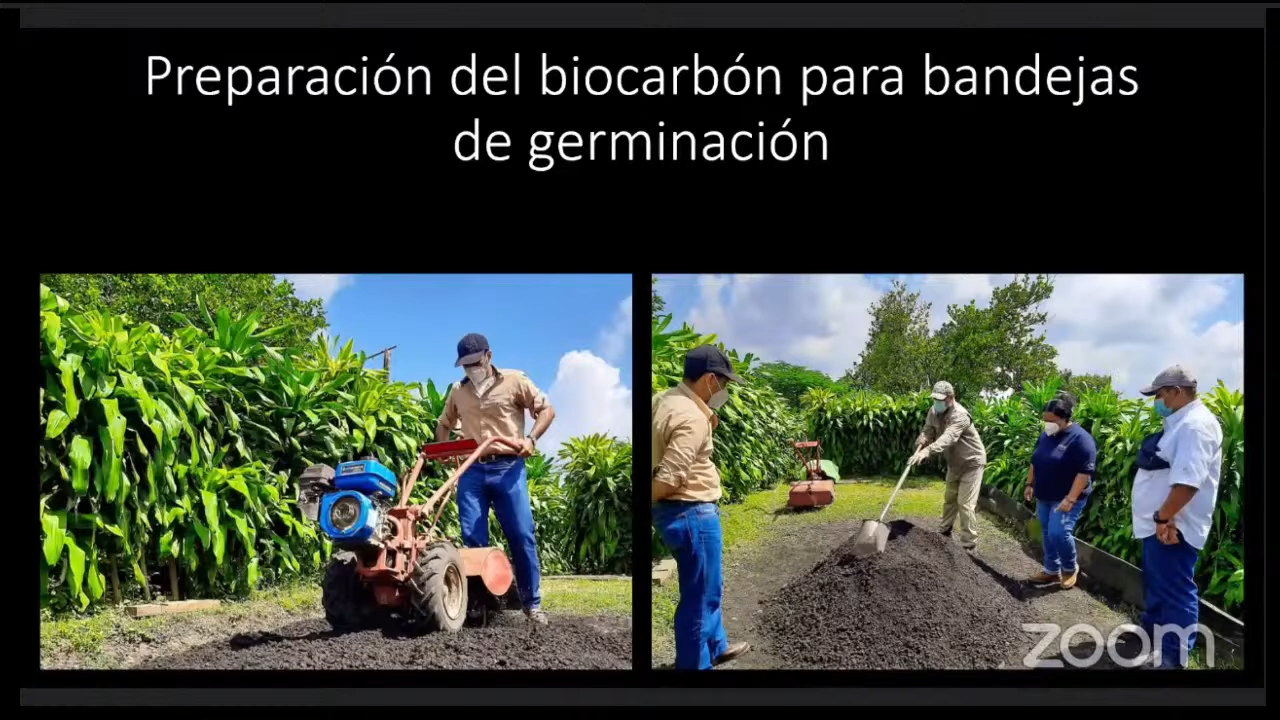 Preparación del biocarbón para bandejas
de germinación
zoom